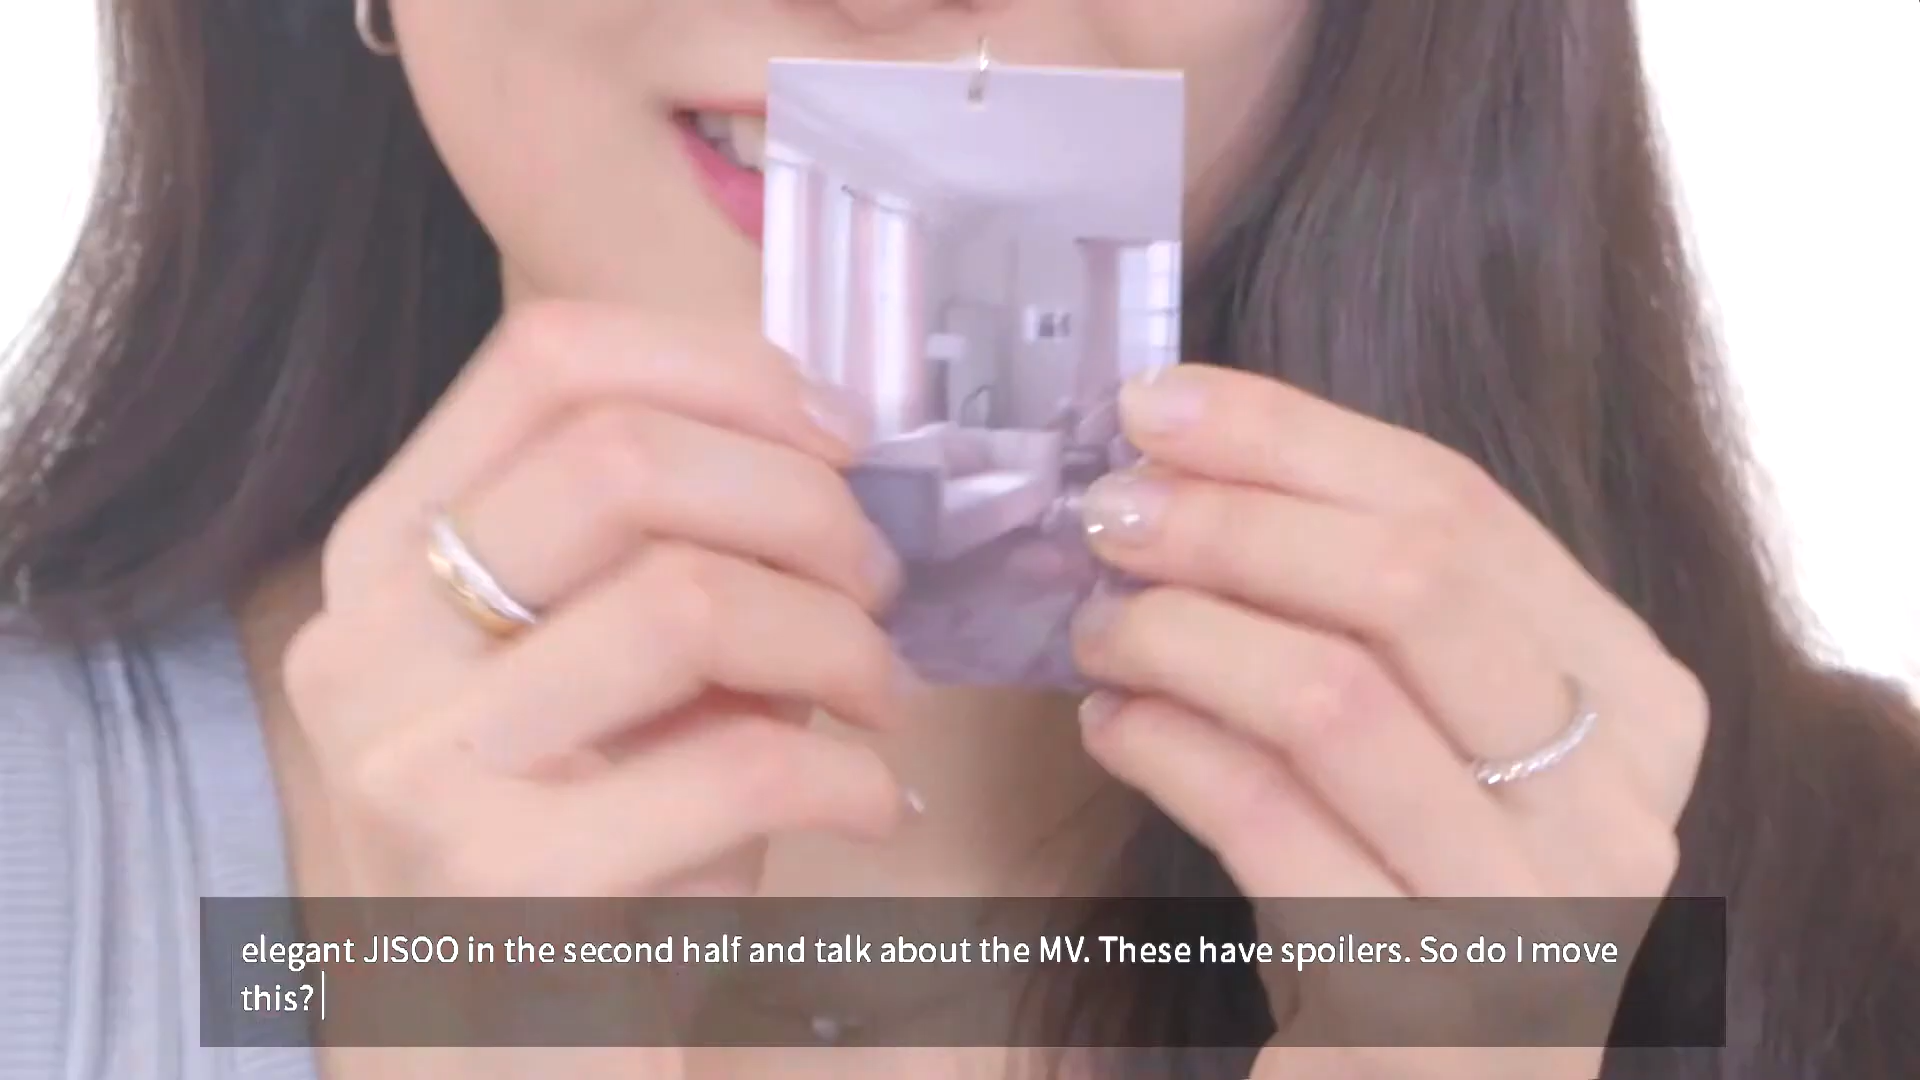 elegant JISOO in the second half and talk about the MV. These have spoilers. So do I move
this?